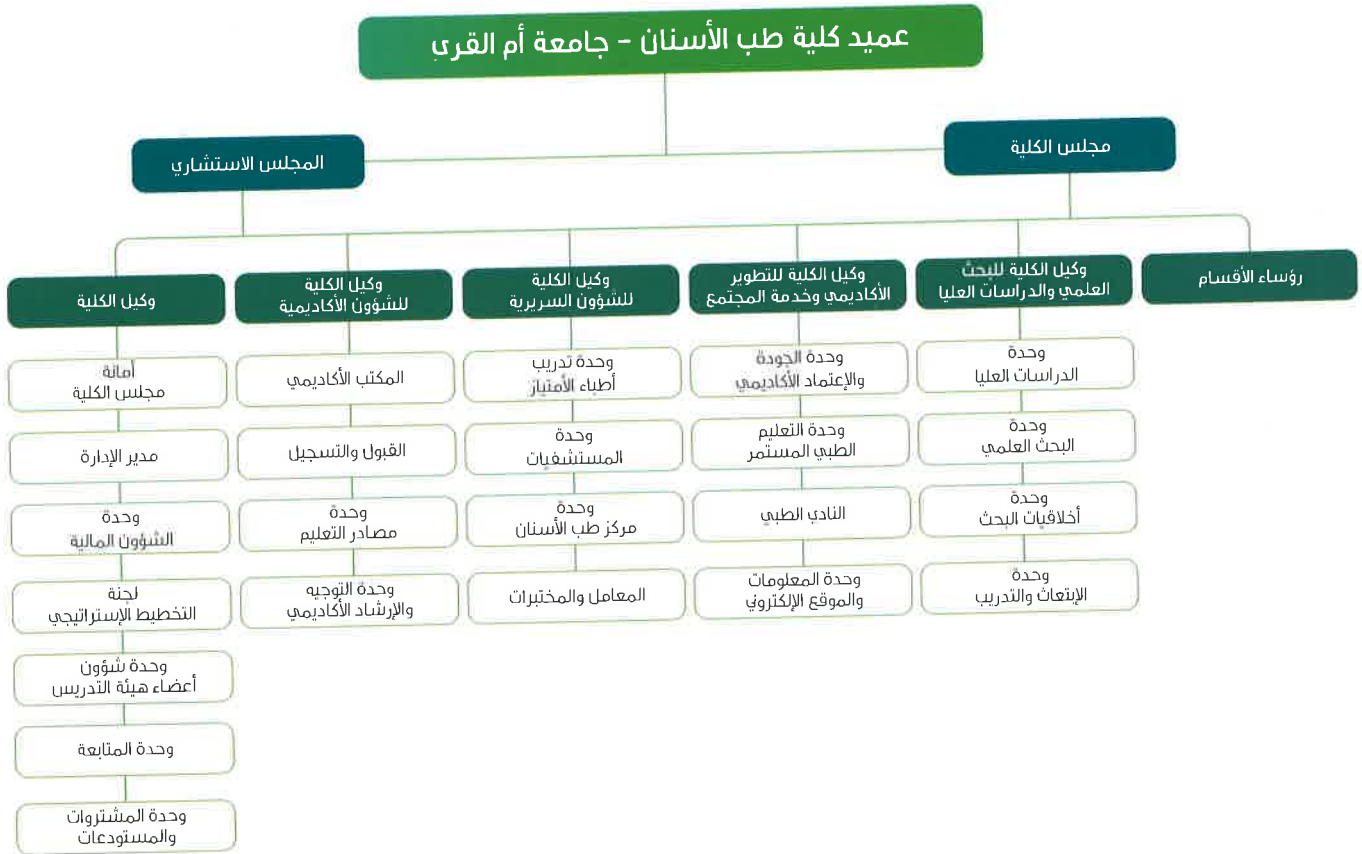 عميد كلية طب الأسنان - جامعة أم القرى
مجلس الكلية
المجلس الاستشاري
رؤساء الأقسام
وكيل الكلية للبحث
العلمي والدراسات العليا
وحدة
الدراسات العليا
وحدة
البحث العلمي
وحدة
أخلاقيات البحث
وحدة
الإبتعاث والتدريب
وكيل الكلية للتطوير
الأكاديمي وخدمة المجتمع
وحدة الجودة
والإعتماد الأكاديمي
وحدة التعليم
الطبي المستمر
النادي الطبي
وحدة المعلومات
والموقع الإلكتروني
وكيل الكلية
للشؤون السريرية
وحدة تدريب
أطباء الأمتياز
وحدة
المستشفيات
وحدة
مركز طب الأسنان
المعامل والمختبرات
وكيل الكلية
للشؤون الأكاديمية
المكتب الأكاديمي
القبول والتسجيل
وحدة
مصادر التعليم
وحدة التوجيه
والإرشاد الأكاديمي
وكيل الكلية
أمانة
مجلس الكلية
مدير الإدارة
وحدة
الشؤون المالية
لجنة
التخطيط الإستراتيجي
وحدة شؤون
أعضاء هيئة التدريس
وحدة المتابعة
وحدة المشتروات
والمستودعات